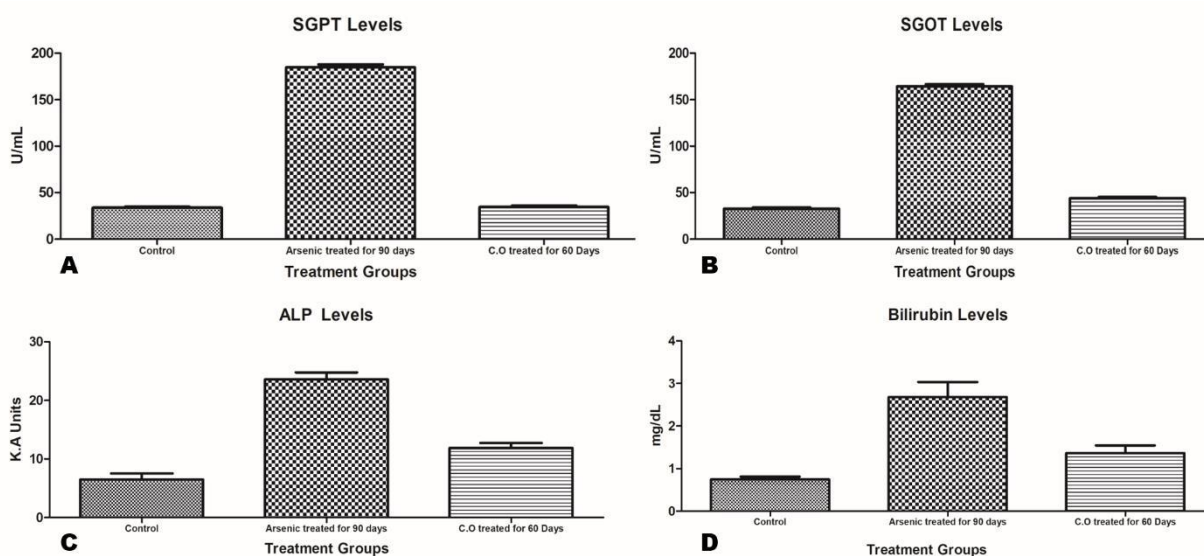 SGPT Levels
200
150
100
50
0
U/mL
Control
Arsenic treated for 90 days
C.O treated for 60 Days
A
Treatment Groups
SGOT Levels
200
150
100
50
0
U/mL
Control
Arsenic treated for 90 days
C.O treated for 60 Days
B
Treatment Groups
ALP Levels
30
20
10
0
K.A Units
Control
Arsenic treated for 90 days
C.O treated for 60 Days
C
Treatment Groups
Bilirubin Levels
4
3
2
1
0
mg/dL
Control
Arsenic treated for 90 days
C.O treated for 60 Days
D
Treatment Groups